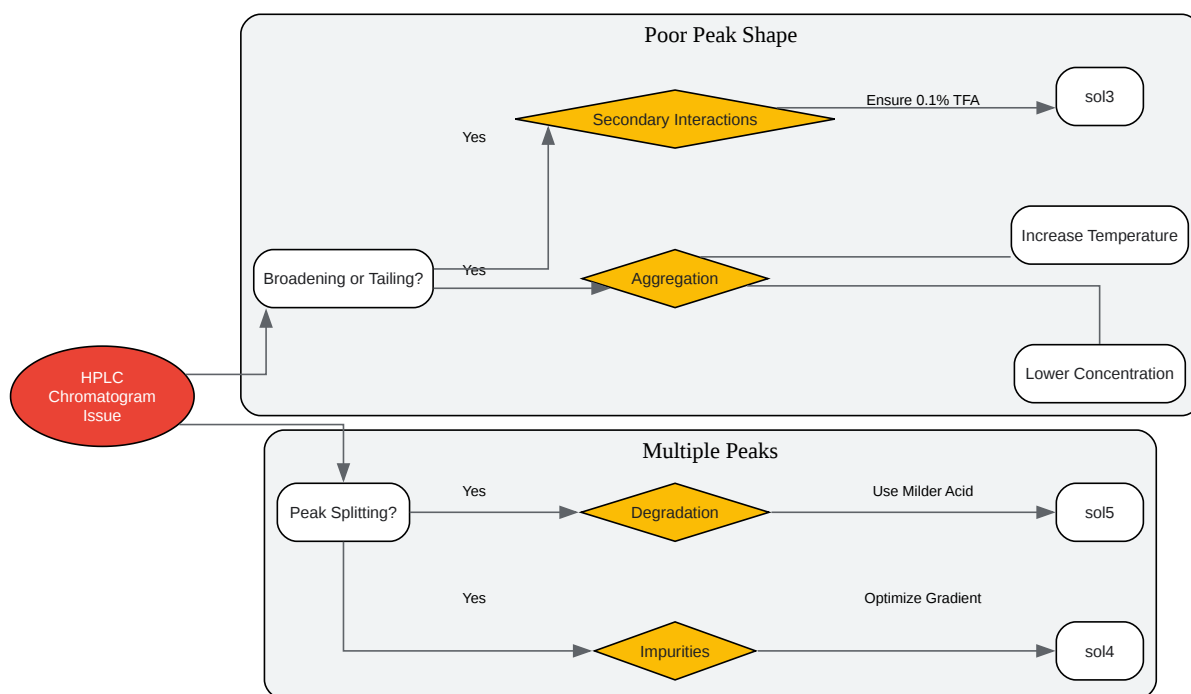 Poor Peak Shape
Secondary Interactions
Ensure 0.1% TFA
sol3
Yes
Increase Temperature
Broadening or Tailing?
Yes
Aggregation
Lower Concentration
HPLC
Chromatogram
Issue
Multiple Peaks
Peak Splitting?
Yes
Degradation
Use Milder Acid
sol5
Yes
Optimize Gradient
Impurities
sol4